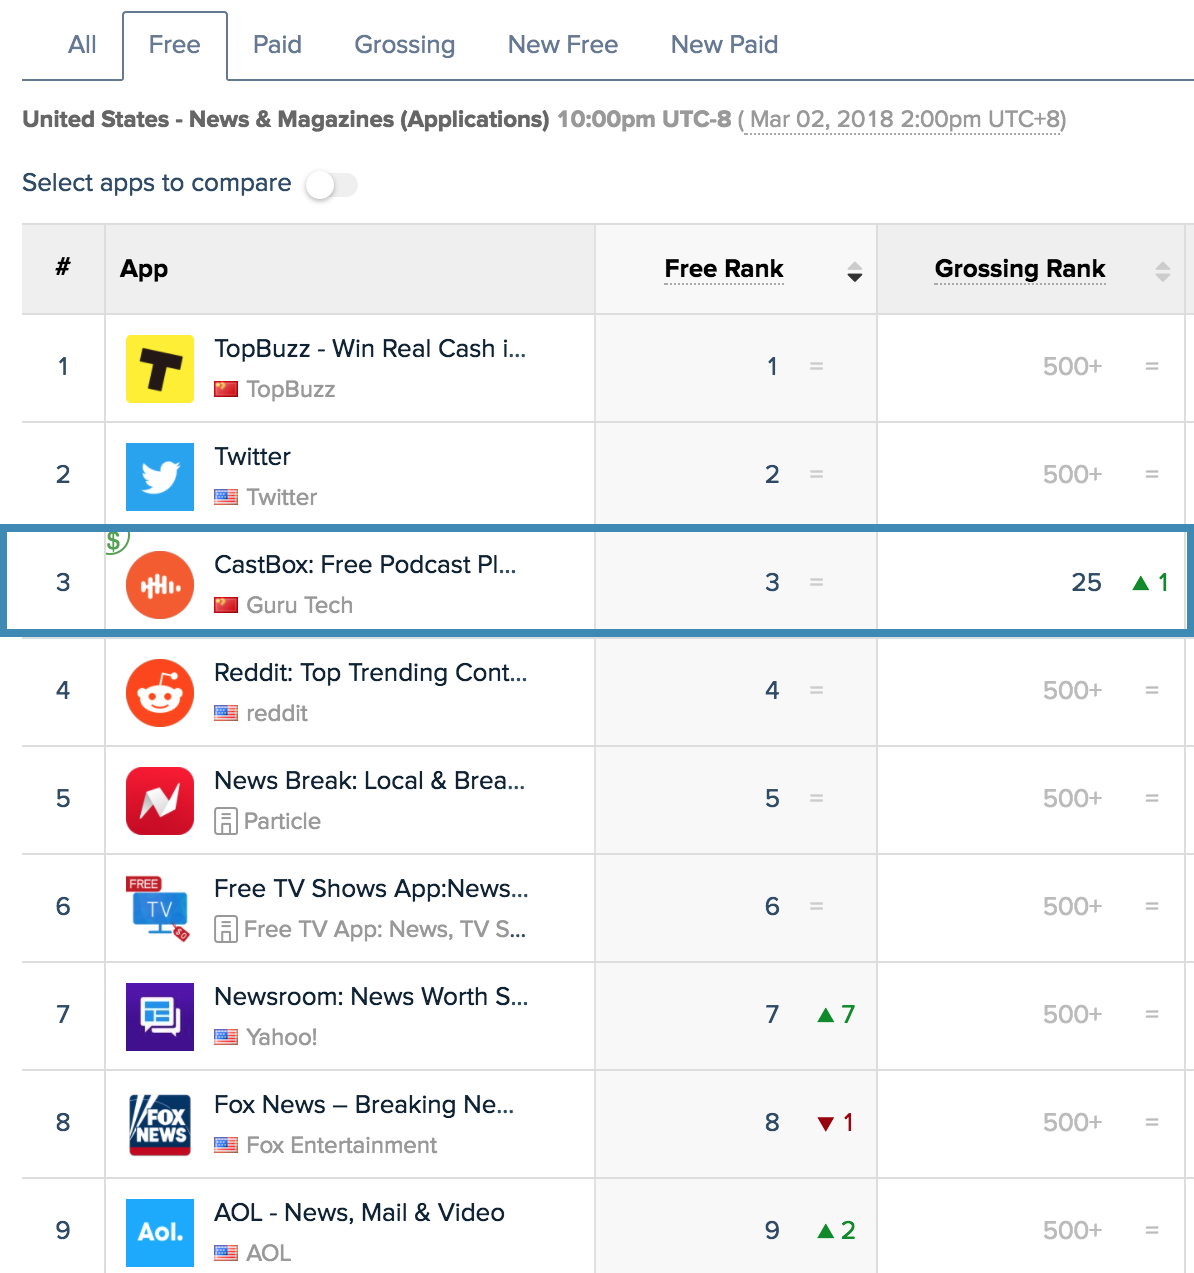 All Free Paid Grossing New Free New Paid
United States - News & Magazines (Applications) 10:00pm UTC-8 ( Mar 02, 2018 2:00pm UTC+8)
Select apps to compare
# App Free Rank Grossing Rank
TopBuzz - Win Real Cash i...
1 1 = 500+ =
TopBuzz
Twitter
2 2 = 500+ =
Twitter
$
CastBox: Free Podcast Pl...
3 3 = 25 ▲ 1
Guru Tech
Reddit: Top Trending Cont...
4 4 = 500+ =
reddit
News Break: Local & Brea...
5 5 = 500+ =
Particle
FREE
Free TV Shows App:News...
6 TV 6 = 500+ =
Free TV App: News, TV S...
Newsroom: News Worth S...
7 7 ▲ 7 500+ =
Yahoo!
Fox News – Breaking Ne...
FOX
8 8 ▼ 1 500+ =
NEWS
Fox Entertainment
AOL - News, Mail & Video
9 Aol. 9 ▲ 2 500+ =
AOL